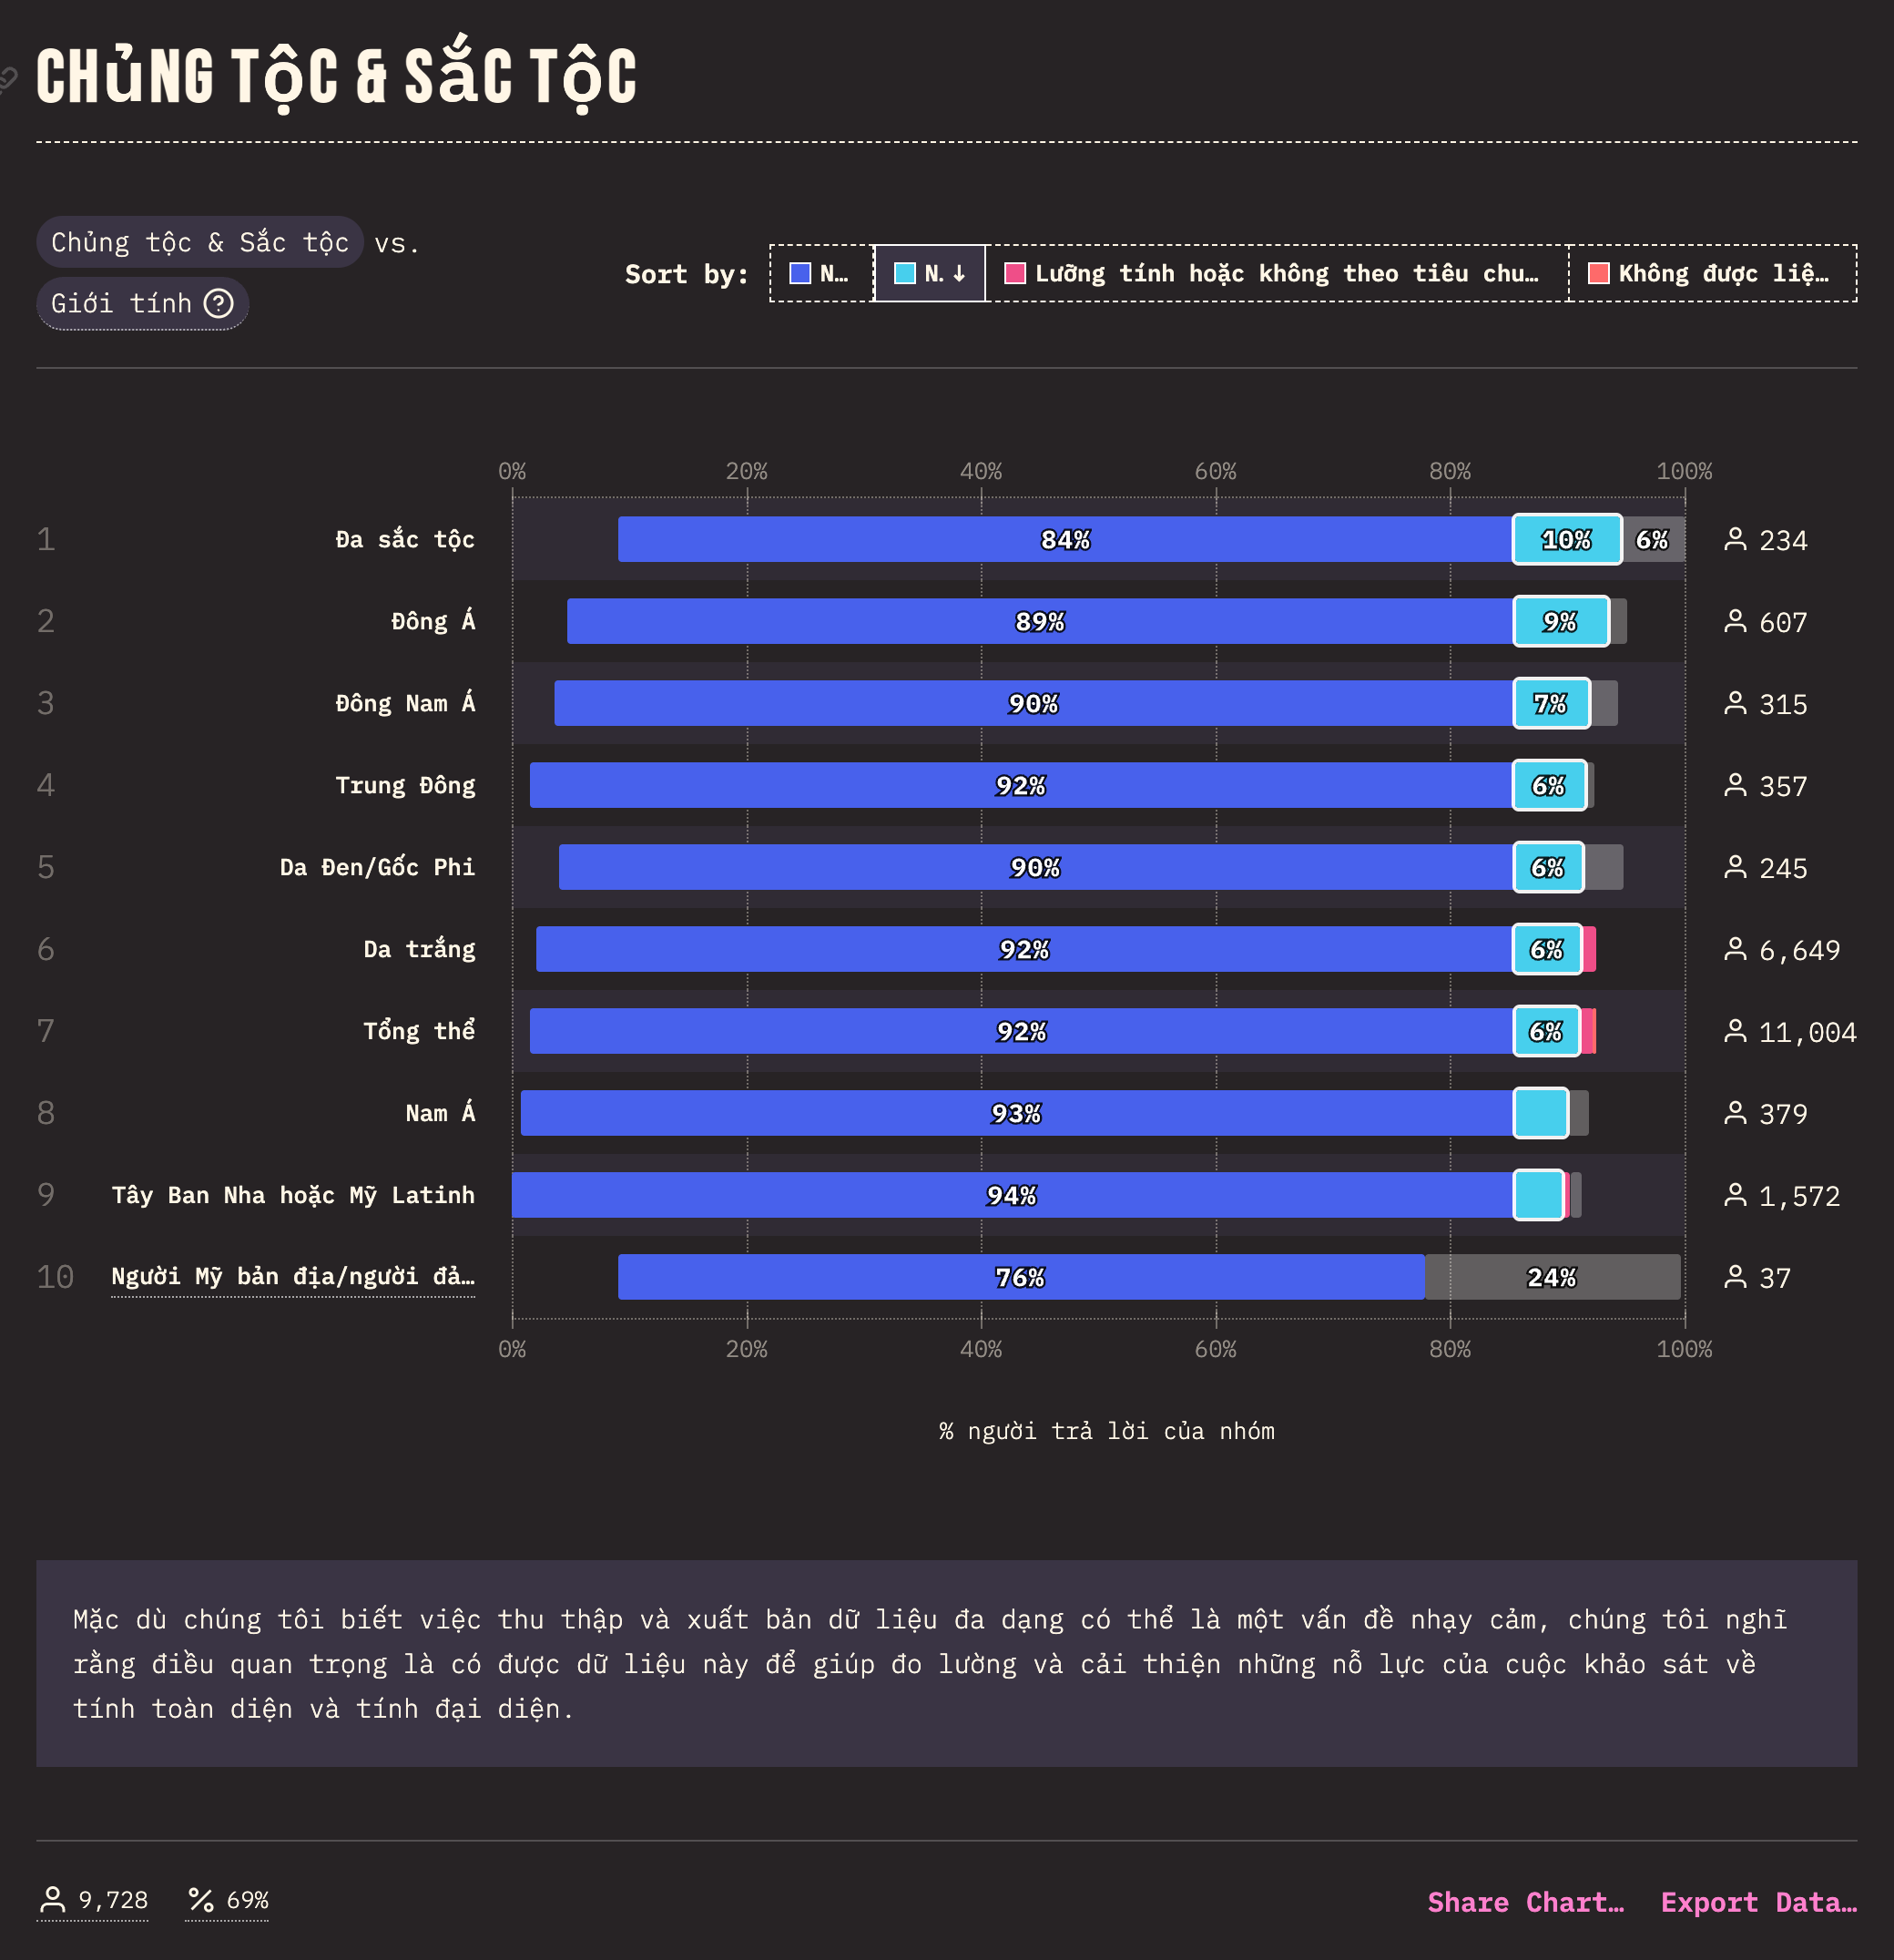 CHủNG TộC & SắC TộC
Chủng tộc & Sắc tộc vs.
Giới tính
Sort by: N… N. ↓ Lưỡng tính hoặc không theo tiêu chu… Không được liệ…
0% 20% 40% 60% 80% 100%
1 Đa sắc tộc 84% 10% 6% 234
2 Đông Á 89% 9% 607
3 Đông Nam Á 90% 7% 315
4 Trung Đông 92% 6% 357
5 Da Đen/Gốc Phi 90% 6% 245
6 Da trắng 92% 6% 6,649
7 Tổng thể 92% 6% 11,004
8 Nam Á 93% 379
9 Tây Ban Nha hoặc Mỹ Latinh 94% 1,572
10 Người Mỹ bản địa/người đả… 76% 24% 37
0% 20% 40% 60% 80% 100%
% người trả lời của nhóm
Mặc dù chúng tôi biết việc thu thập và xuất bản dữ liệu đa dạng có thể là một vấn đề nhạy cảm, chúng tôi nghĩ
rằng điều quan trọng là có được dữ liệu này để giúp đo lường và cải thiện những nỗ lực của cuộc khảo sát về
tính toàn diện và tính đại diện.
9,728 69% Share Chart… Export Data…